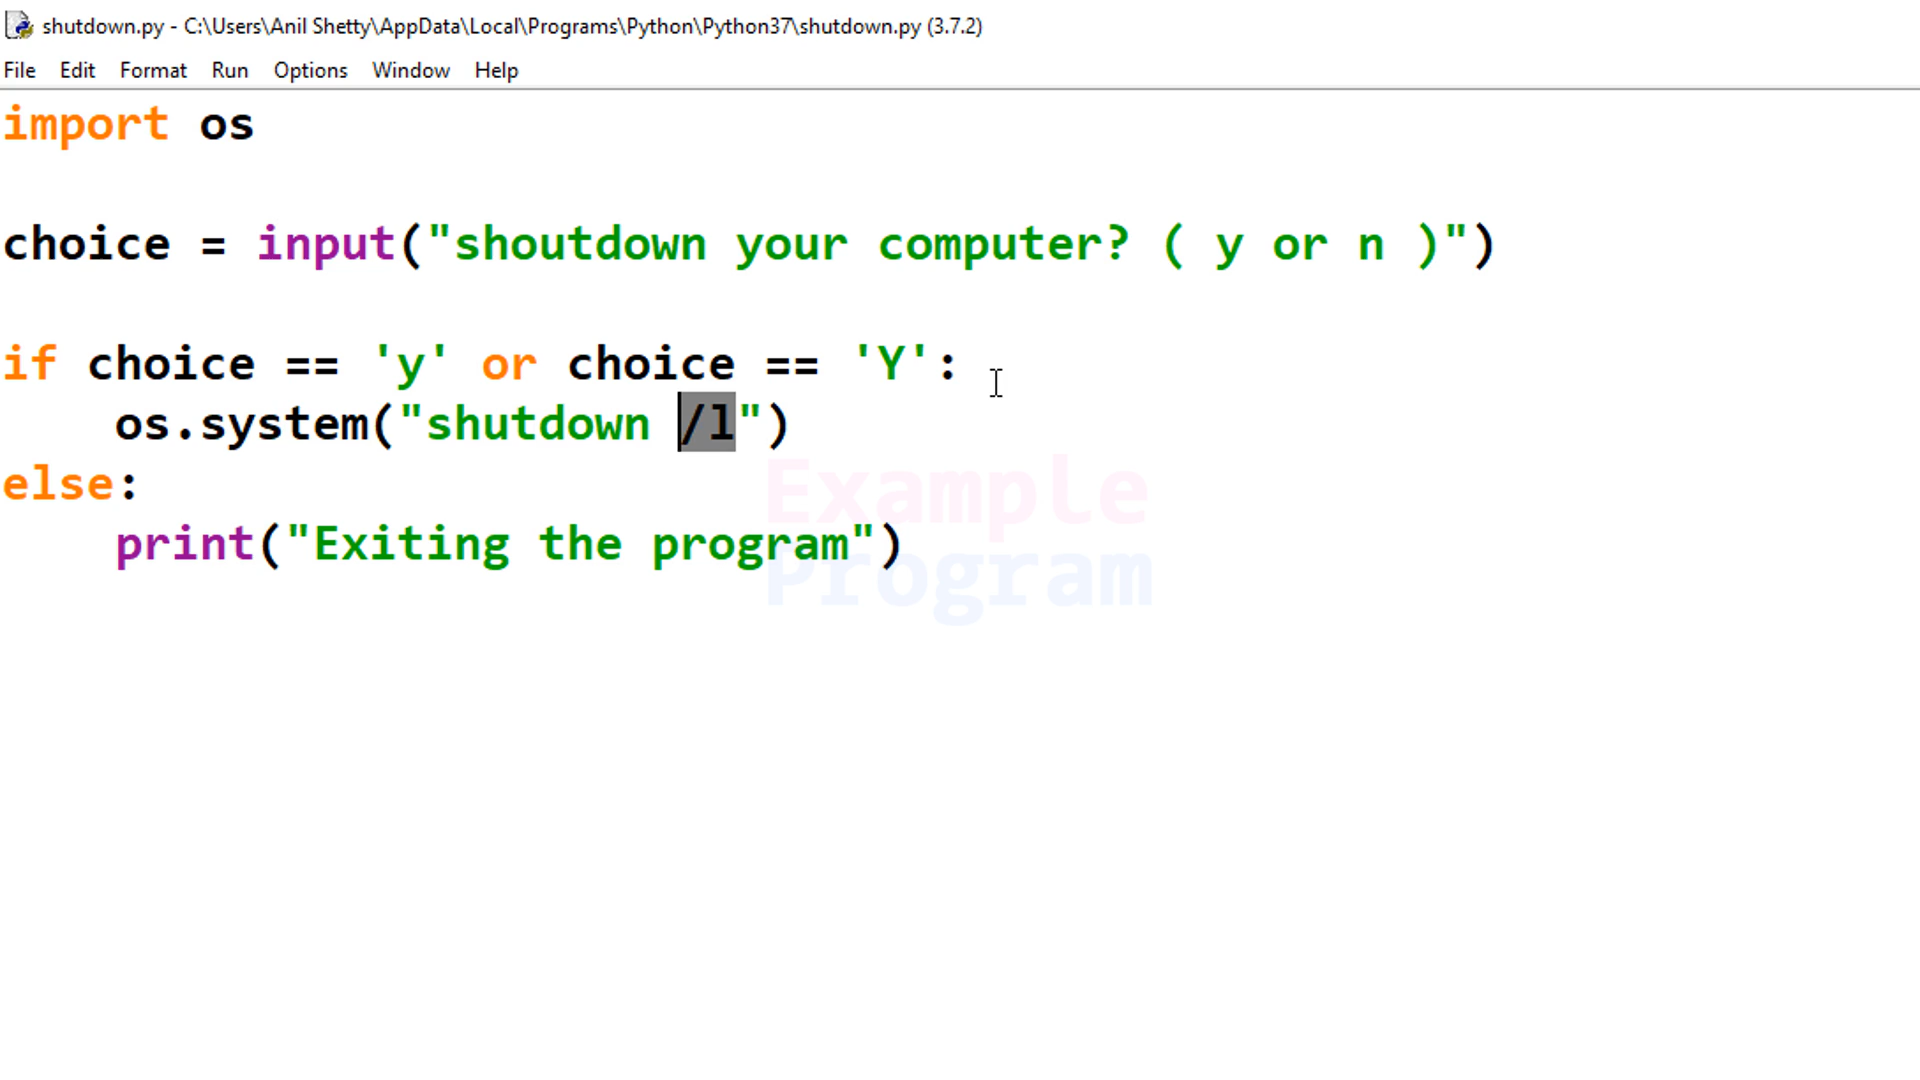 shutdown.py - C:\Users\Anil Shetty\AppData\Local\Programs\Python\Python37\shutdown.py (3.7.2)
File Edit Format Run Options Window Help
import os
choice = input("shoutdown your computer? ( y or n )")
if choice == 'y' or choice == 'Y':
    os.system("shutdown /l")
else:
    print("Exiting the program")
Example
Program